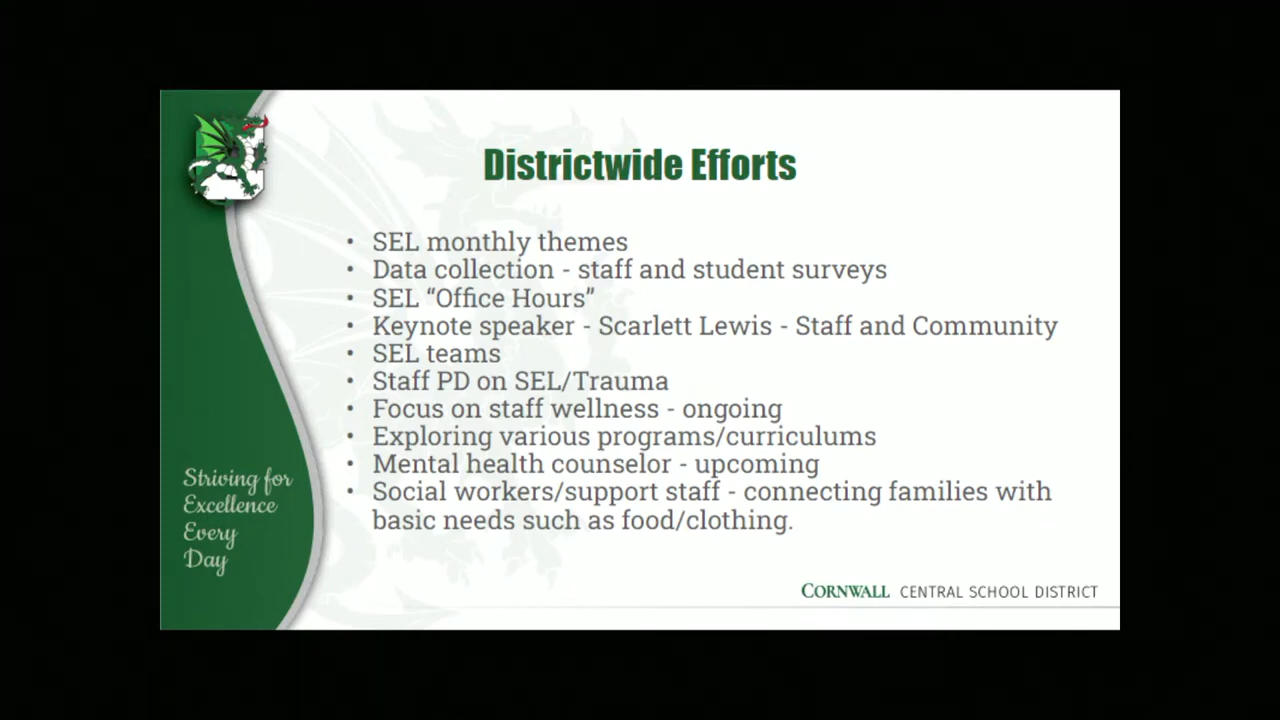 Districtwide Efforts
• SEL monthly themes
• Data collection - staff and student surveys
• SEL “Office Hours”
• Keynote speaker - Scarlett Lewis - Staff and Community
• SEL teams
• Staff PD on SEL/Trauma
• Focus on staff wellness - ongoing
• Exploring various programs/curriculums
• Mental health counselor - upcoming
• Social workers/support staff - connecting families with
basic needs such as food/clothing.
Striving for
Excellence
Every
Day
CORNWALL CENTRAL SCHOOL DISTRICT